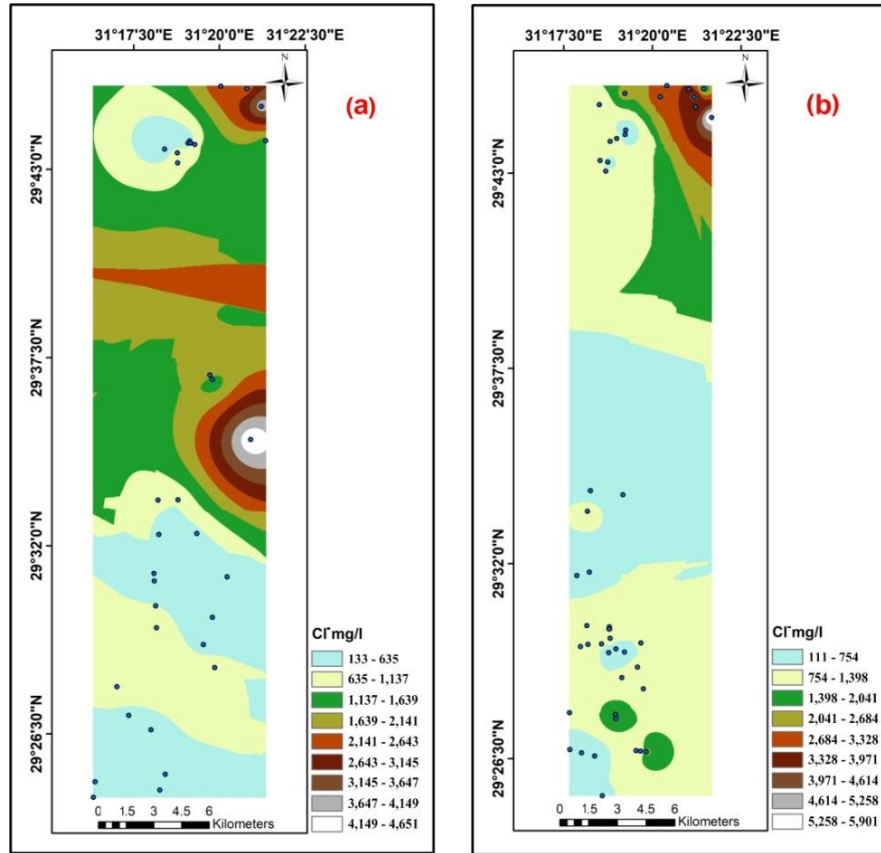 31°17'30"E 31°20'0"E 31°22'30"E
N
(a)
29°43'0"N
29°37'30"N
29°32'0"N
29°26'30"N
Cl⁻mg/l
133 - 635
635 - 1,137
1,137 - 1,639
1,639 - 2,141
2,141 - 2,643
2,643 - 3,145
3,145 - 3,647
3,647 - 4,149
4,149 - 4,651
0 1.5 3 4.5 6
Kilometers
31°17'30"E 31°20'0"E 31°22'30"E
N
(b)
29°43'0"N
29°37'30"N
29°32'0"N
29°26'30"N
Cl⁻mg/l
111 - 754
754 - 1,398
1,398 - 2,041
2,041 - 2,684
2,684 - 3,328
3,328 - 3,971
3,971 - 4,614
4,614 - 5,258
5,258 - 5,901
0 1.5 3 4.5 6
Kilometers